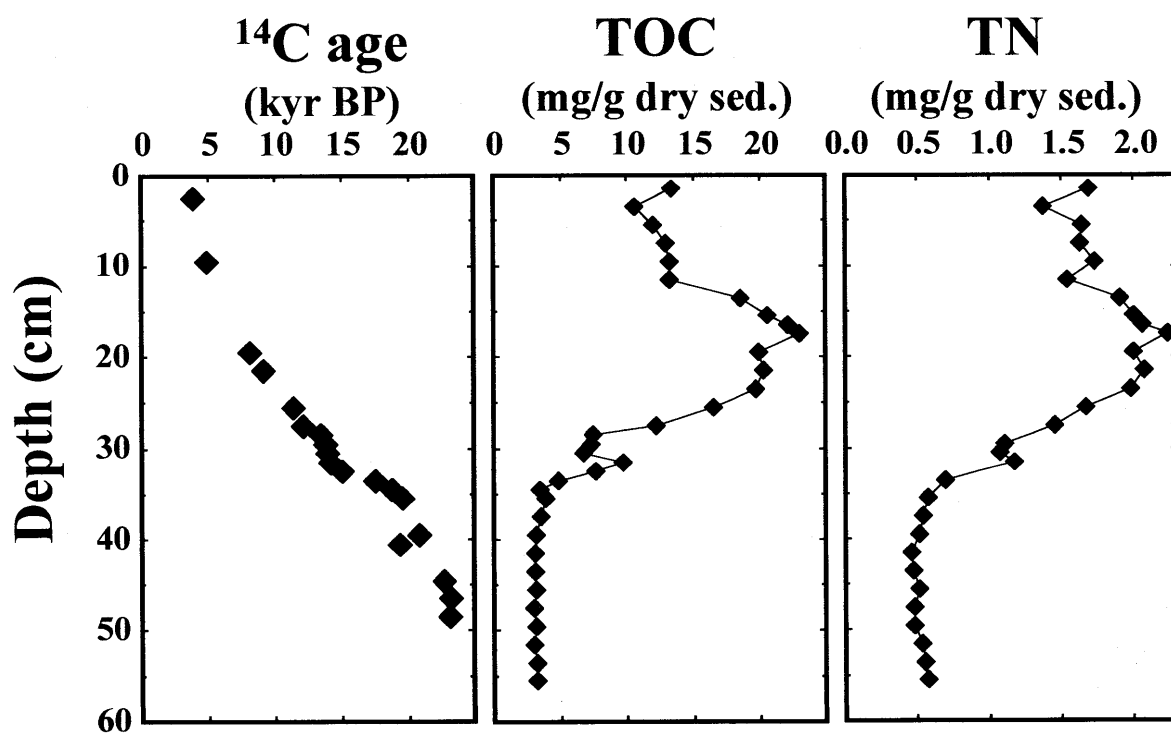 ¹⁴C age
(kyr BP)
0 5 10 15 20
TOC
(mg/g dry sed.)
0 5 10 15 20
TN
(mg/g dry sed.)
0.0 0.5 1.0 1.5 2.0
Depth (cm)
0
10
20
30
40
50
60